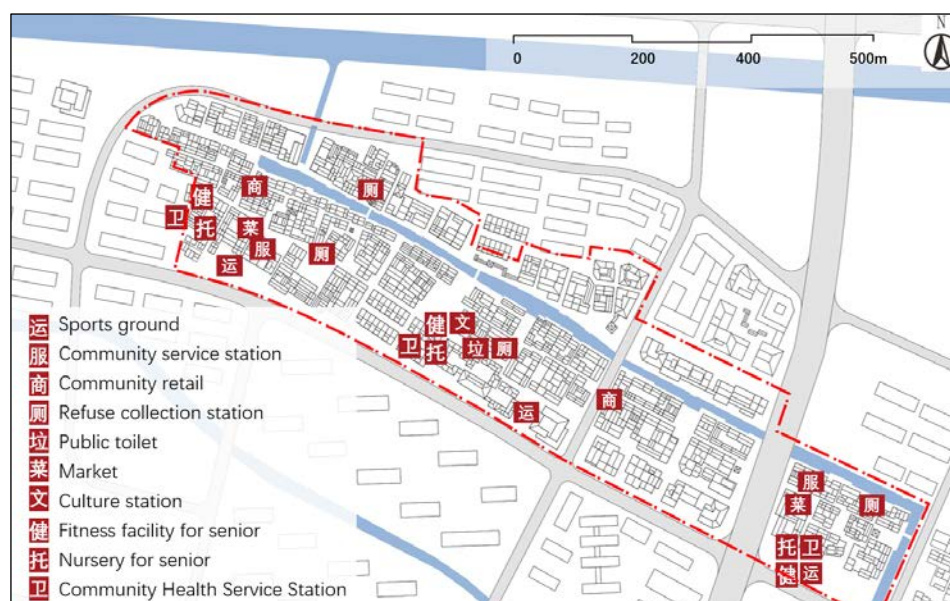 N
0 200 400 500m
商 厕
健
卫 托 菜
服 厕
运
健 文
卫 托 垃 厕
运 商
服
菜 厕
托 卫
健 运
运 Sports ground
服 Community service station
商 Community retail
厕 Refuse collection station
垃 Public toilet
菜 Market
文 Culture station
健 Fitness facility for senior
托 Nursery for senior
卫 Community Health Service Station